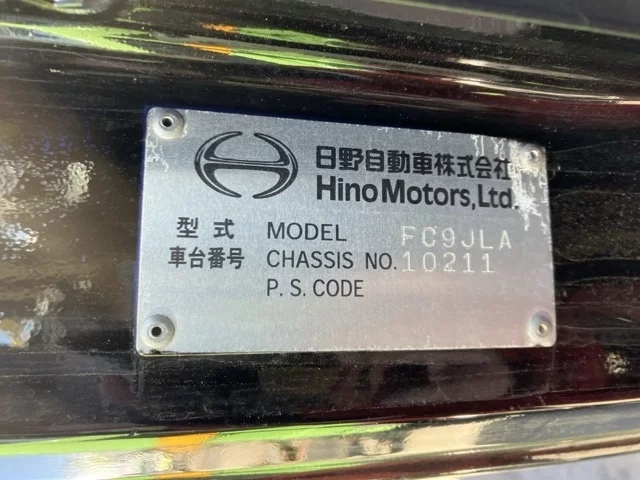 日野自動車株式会社
Hino Motors, Ltd.
型式 MODEL FC9JLA
車台番号 CHASSIS NO. 10211
P. S. CODE